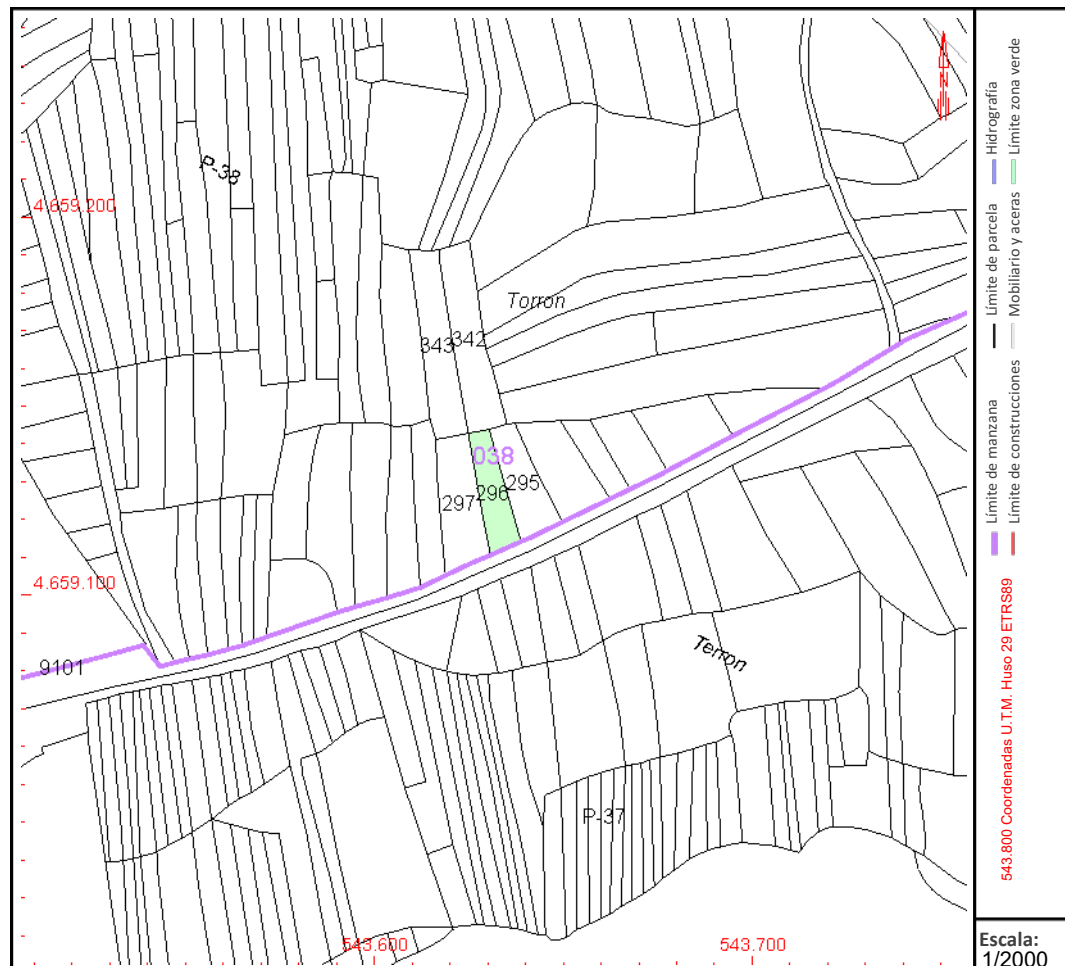 P-38
4.659.200
Torron
343
342
038
295
296
297
4.659.100
9101
Terron
P-37
543.600
543.700
N
Límite de manzana
Límite de parcela
Hidrografía
Límite de construcciones
Mobiliario y aceras
Límite zona verde
543.800 Coordenadas U.T.M. Huso 29 ETRS89
Escala:
1/2000